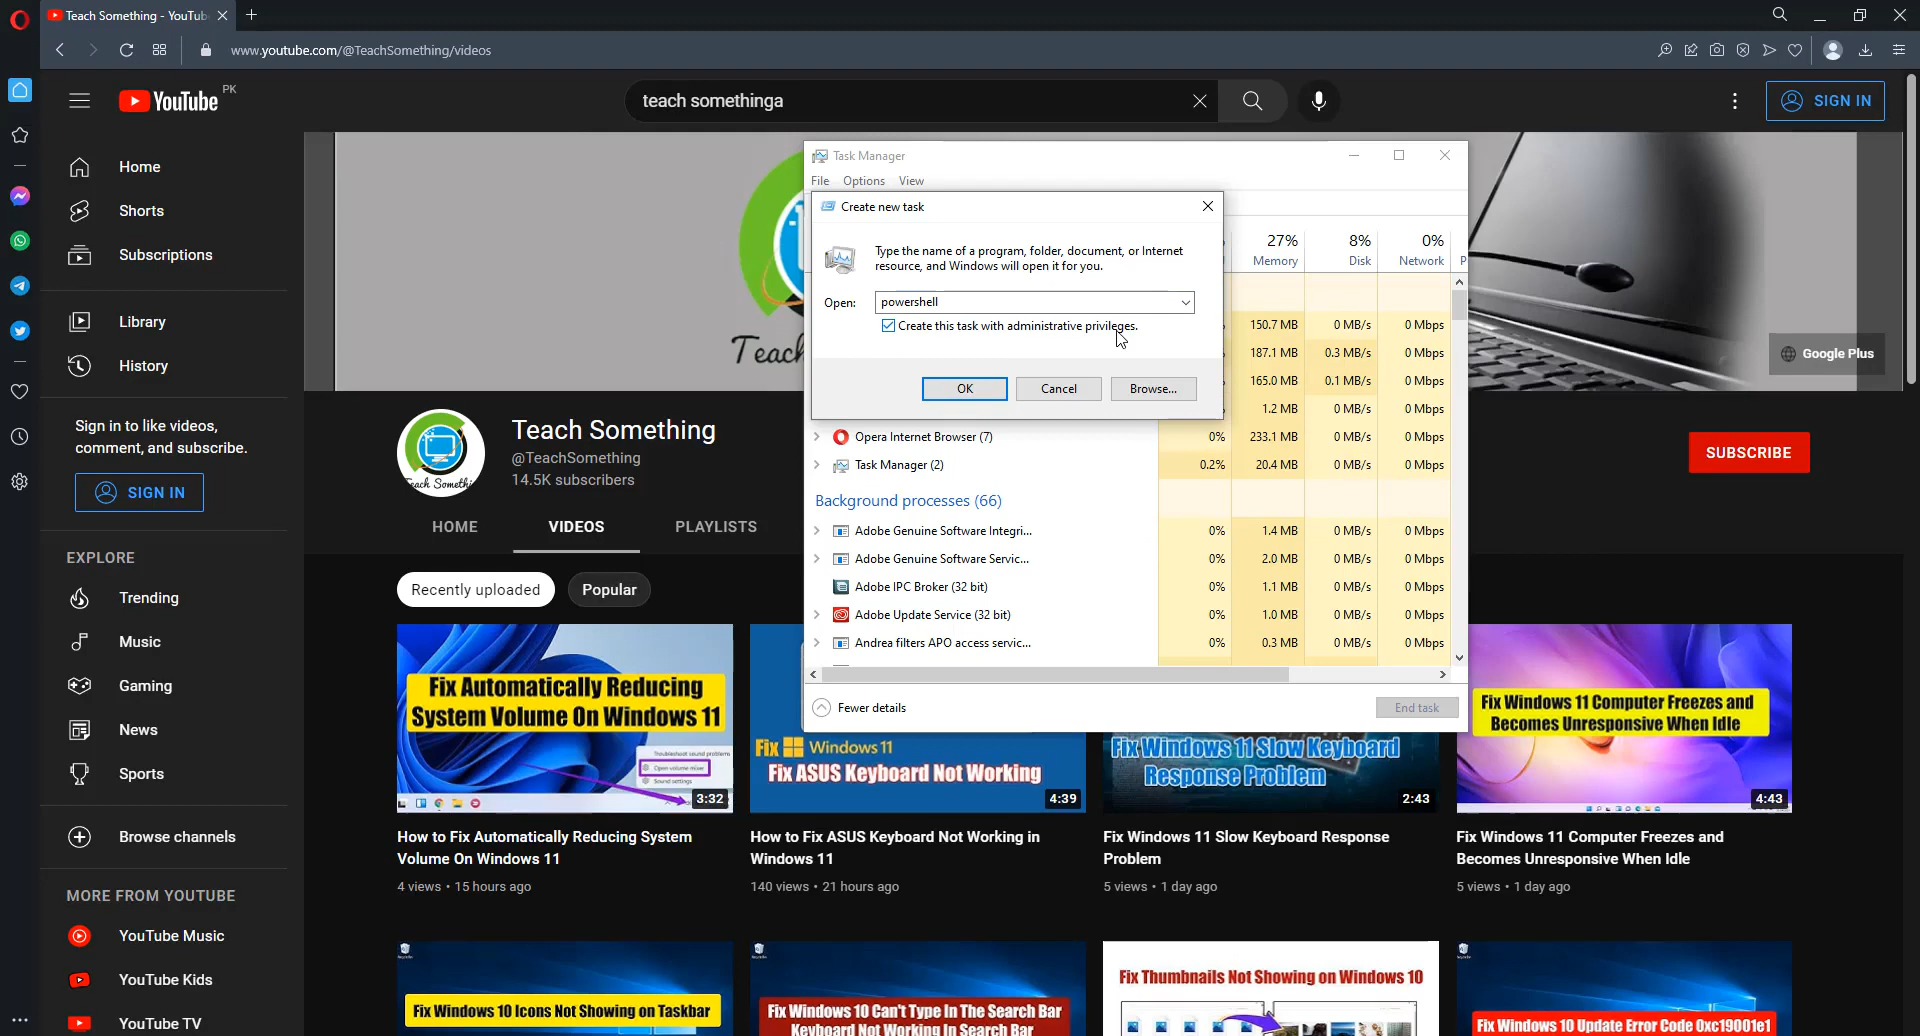 Teach Something - YouTub
www.youtube.com/@TeachSomething/videos
YouTube
PK
teach somethinga
SIGN IN
Home
Shorts
Subscriptions
Library
History
Sign in to like videos,
comment, and subscribe.
SIGN IN
EXPLORE
Trending
Music
Gaming
News
Sports
Browse channels
MORE FROM YOUTUBE
YouTube Music
YouTube Kids
YouTube TV
Teac
Google Plus
Teach Something
@TeachSomething
14.5K subscribers
SUBSCRIBE
HOME
VIDEOS
PLAYLISTS
Recently uploaded
Popular
Task Manager
File Options View
Create new task
Type the name of a program, folder, document, or Internet
resource, and Windows will open it for you.
Open: powershell
Create this task with administrative privileges.
OK Cancel Browse...
27% 8% 0%
Memory Disk Network P
150.7 MB 0 MB/s 0 Mbps
187.1 MB 0.3 MB/s 0 Mbps
165.0 MB 0.1 MB/s 0 Mbps
1.2 MB 0 MB/s 0 Mbps
Opera Internet Browser (7) 0% 233.1 MB 0 MB/s 0 Mbps
Task Manager (2) 0.2% 20.4 MB 0 MB/s 0 Mbps
Background processes (66)
Adobe Genuine Software Integri... 0% 1.4 MB 0 MB/s 0 Mbps
Adobe Genuine Software Servic... 0% 2.0 MB 0 MB/s 0 Mbps
Adobe IPC Broker (32 bit) 0% 1.1 MB 0 MB/s 0 Mbps
Adobe Update Service (32 bit) 0% 1.0 MB 0 MB/s 0 Mbps
Andrea filters APO access servic... 0% 0.3 MB 0 MB/s 0 Mbps
Fewer details
End task
Fix Automatically Reducing
System Volume On Windows 11
Troubleshoot sound problems
Open volume mixer
Sound settings
3:32
How to Fix Automatically Reducing System
Volume On Windows 11
4 views • 15 hours ago
Fix Windows 11
Fix ASUS Keyboard Not Working
4:39
How to Fix ASUS Keyboard Not Working in
Windows 11
140 views • 21 hours ago
Fix Windows 11 Slow Keyboard
Response Problem
2:43
Fix Windows 11 Slow Keyboard Response
Problem
5 views • 1 day ago
Fix Windows 11 Computer Freezes and
Becomes Unresponsive When Idle
4:43
Fix Windows 11 Computer Freezes and
Becomes Unresponsive When Idle
5 views • 1 day ago
Fix Windows 10 Icons Not Showing on Taskbar
Fix Windows 10 Can't Type In The Search Bar
Keyboard Not Working In Search Bar
Fix Thumbnails Not Showing on Windows 10
Fix Windows 10 Update Error Code 0xc19001e1